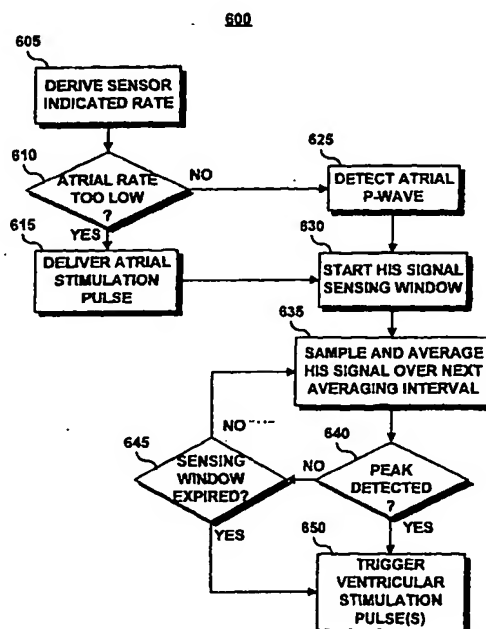 600
605
DERIVE SENSOR
INDICATED RATE
610
ATRIAL RATE
TOO LOW
?
NO
YES
615
DELIVER ATRIAL
STIMULATION
PULSE
625
DETECT ATRIAL
P-WAVE
630
START HIS SIGNAL
SENSING WINDOW
635
SAMPLE AND AVERAGE
HIS SIGNAL OVER NEXT
AVERAGING INTERVAL
640
PEAK
DETECTED
?
NO
YES
645
SENSING
WINDOW
EXPIRED?
NO
YES
650
TRIGGER
VENTRICULAR
STIMULATION
PULSE(S)